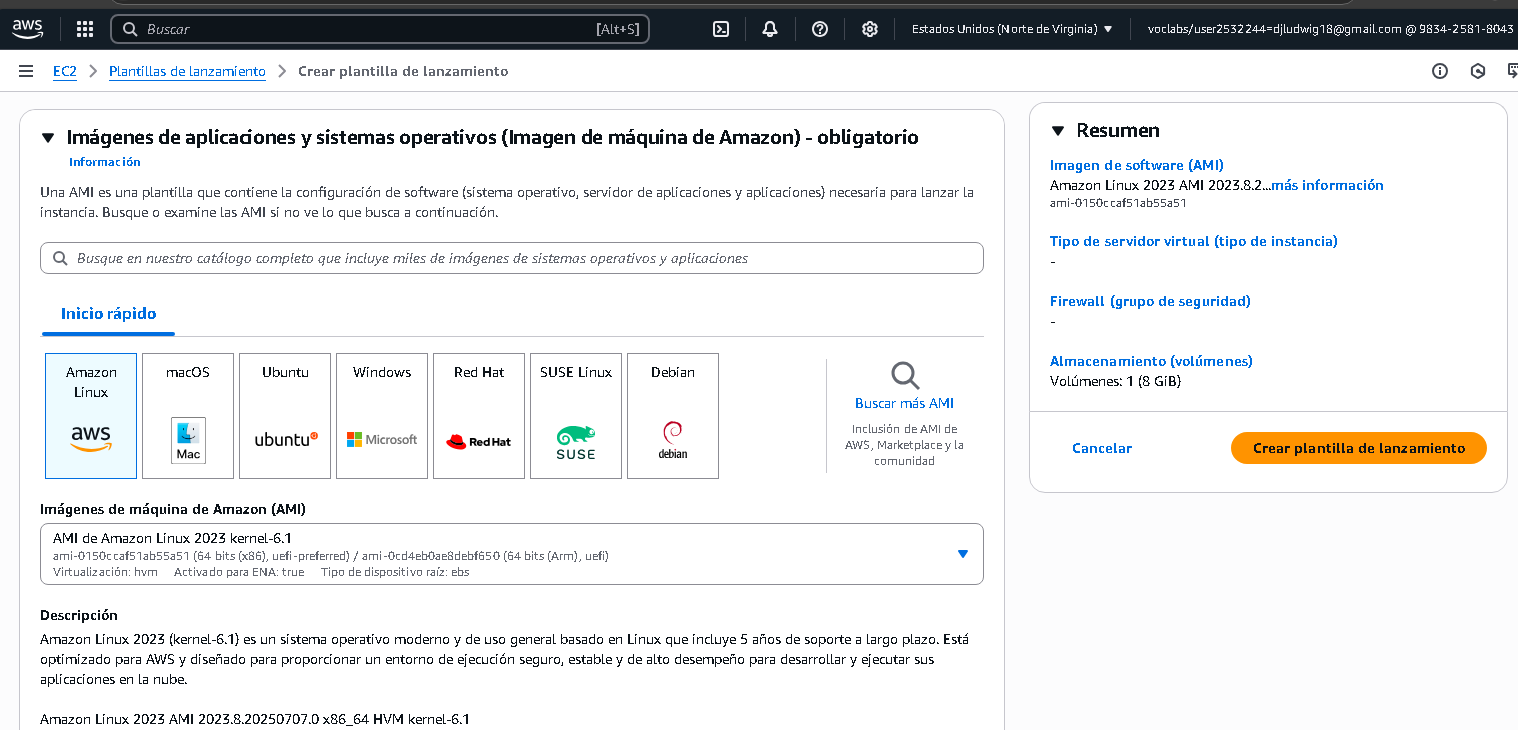 aws
Buscar
[Alt+S]
Estados Unidos (Norte de Virginia)
voclabs/user2532244=djludwig18@gmail.com @ 9834-2581-8043
EC2
Plantillas de lanzamiento
Crear plantilla de lanzamiento
Imágenes de aplicaciones y sistemas operativos (Imagen de máquina de Amazon) - obligatorio
Información
Una AMI es una plantilla que contiene la configuración de software (sistema operativo, servidor de aplicaciones y aplicaciones) necesaria para lanzar la
instancia. Busque o examine las AMI si no ve lo que busca a continuación.
Busque en nuestro catálogo completo que incluye miles de imágenes de sistemas operativos y aplicaciones
Inicio rápido
Amazon
Linux
aws
macOS
Mac
Ubuntu
ubuntu
Windows
Microsoft
Red Hat
Red Hat
SUSE Linux
SUSE
Debian
debian
Buscar más AMI
Inclusión de AMI de
AWS, Marketplace y la
comunidad
Imágenes de máquina de Amazon (AMI)
AMI de Amazon Linux 2023 kernel-6.1
ami-0150ccaf51ab55a51 (64 bits (x86), uefi-preferred) / ami-0cd4eb0ae8debf650 (64 bits (Arm), uefi)
Virtualización: hvm Activado para ENA: true Tipo de dispositivo raíz: ebs
Descripción
Amazon Linux 2023 (kernel-6.1) es un sistema operativo moderno y de uso general basado en Linux que incluye 5 años de soporte a largo plazo. Está
optimizado para AWS y diseñado para proporcionar un entorno de ejecución seguro, estable y de alto desempeño para desarrollar y ejecutar sus
aplicaciones en la nube.
Amazon Linux 2023 AMI 2023.8.20250707.0 x86_64 HVM kernel-6.1
Resumen
Imagen de software (AMI)
Amazon Linux 2023 AMI 2023.8.2...más información
ami-0150ccaf51ab55a51
Tipo de servidor virtual (tipo de instancia)
-
Firewall (grupo de seguridad)
-
Almacenamiento (volúmenes)
Volúmenes: 1 (8 GiB)
Cancelar
Crear plantilla de lanzamiento